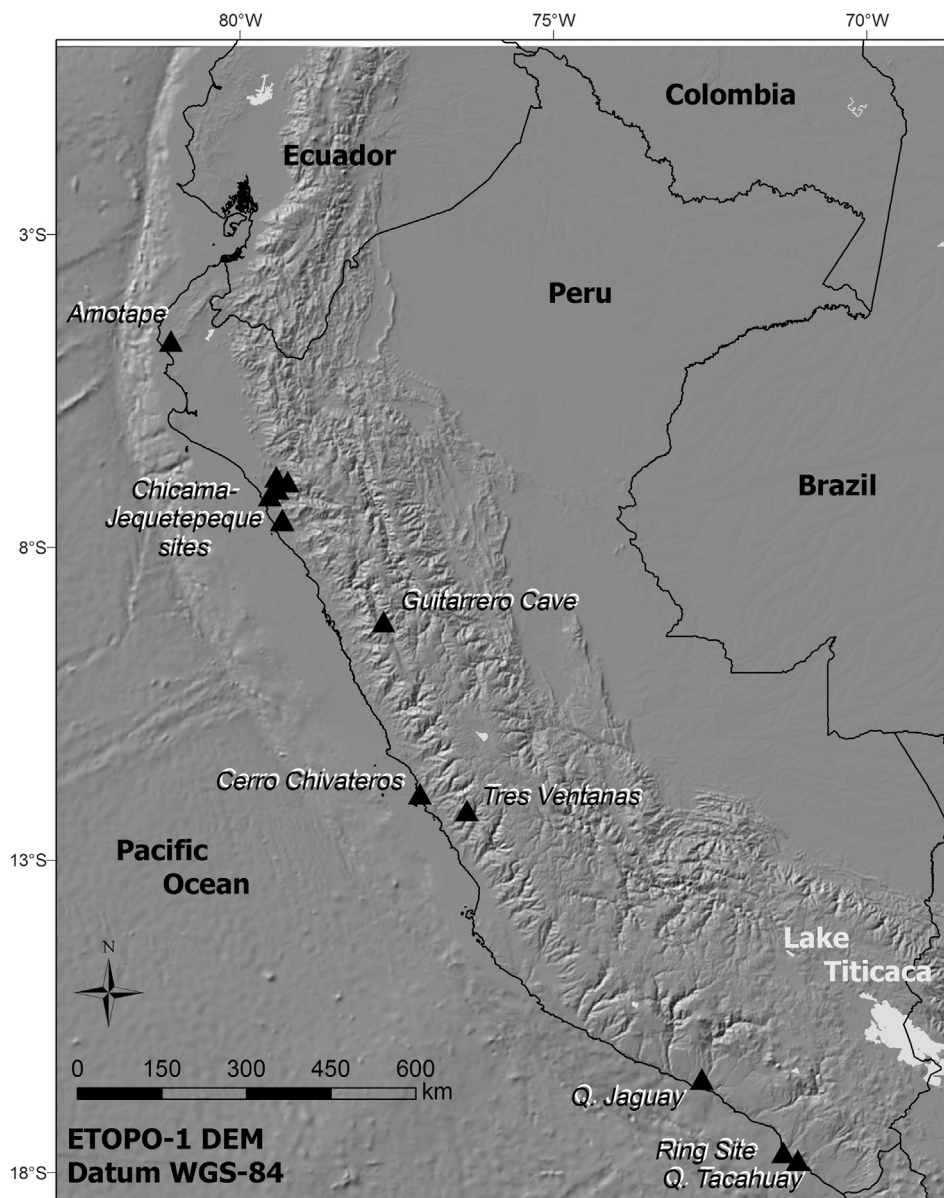 80°W 75°W 70°W
Colombia
Ecuador
3°S
Peru
Amotape
Brazil
Chicama-
Jequetepeque
sites
8°S
Guitarrero Cave
Cerro Chivateros
Tres Ventanas
13°S
Pacific
Ocean
Lake
Titicaca
N
0 150 300 450 600
km
Q. Jaguay
ETOPO-1 DEM
Datum WGS-84
Ring Site
Q. Tacahuay
18°S